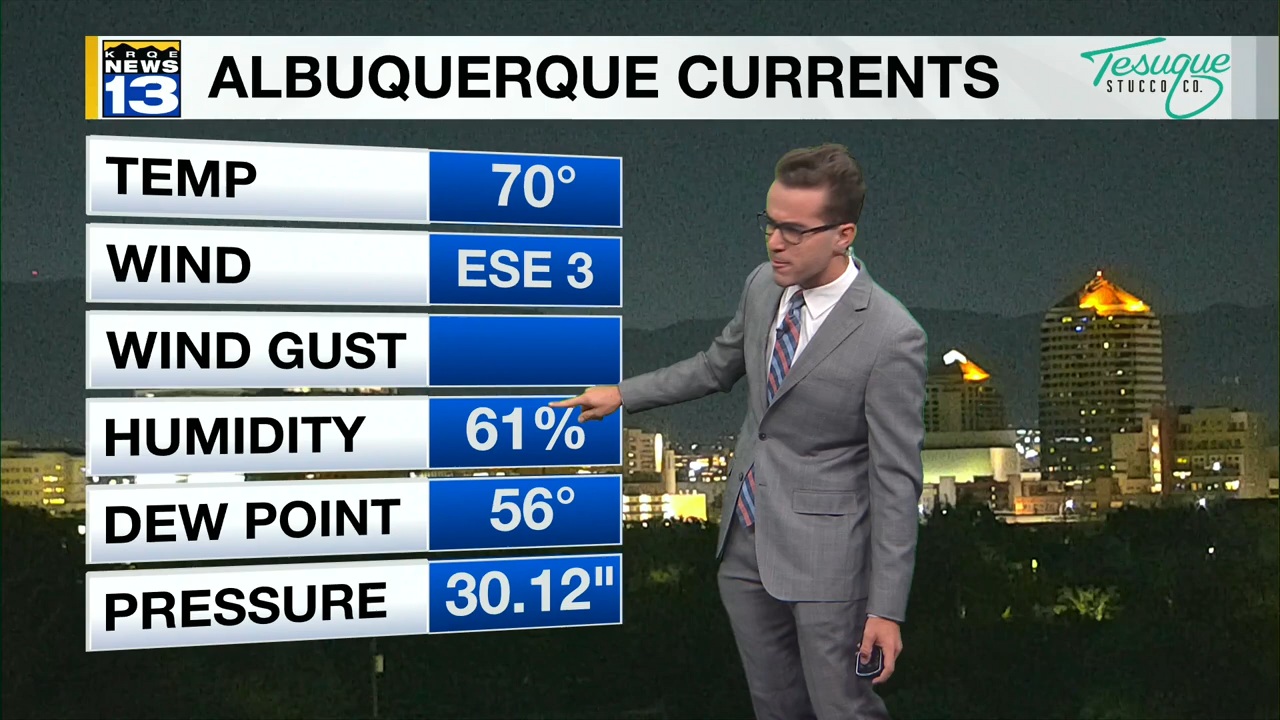 KRQE
NEWS
13
ALBUQUERQUE CURRENTS
Tesuque
STUCCO CO.
TEMP 70°
WIND ESE 3
WIND GUST
HUMIDITY 61%
DEW POINT 56°
PRESSURE 30.12"